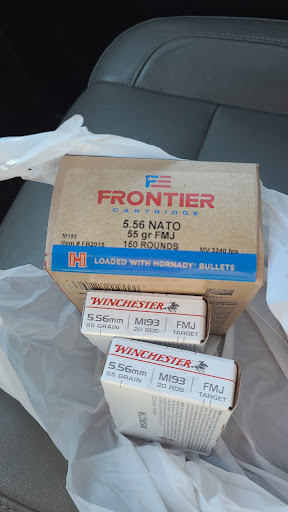 FRONTIER
CARTRIDGE
5.56 NATO
55 gr FMJ
150 ROUNDS
M193
Item # FR2015
MV 3240 fps
H LOADED WITH HORNADY® BULLETS
WINCHESTER
5.56mm
55 GRAIN
M193
20 RDS
FMJ
TARGET
WINCHESTER
5.56mm
55 GRAIN
M193
20 RDS
FMJ
TARGET